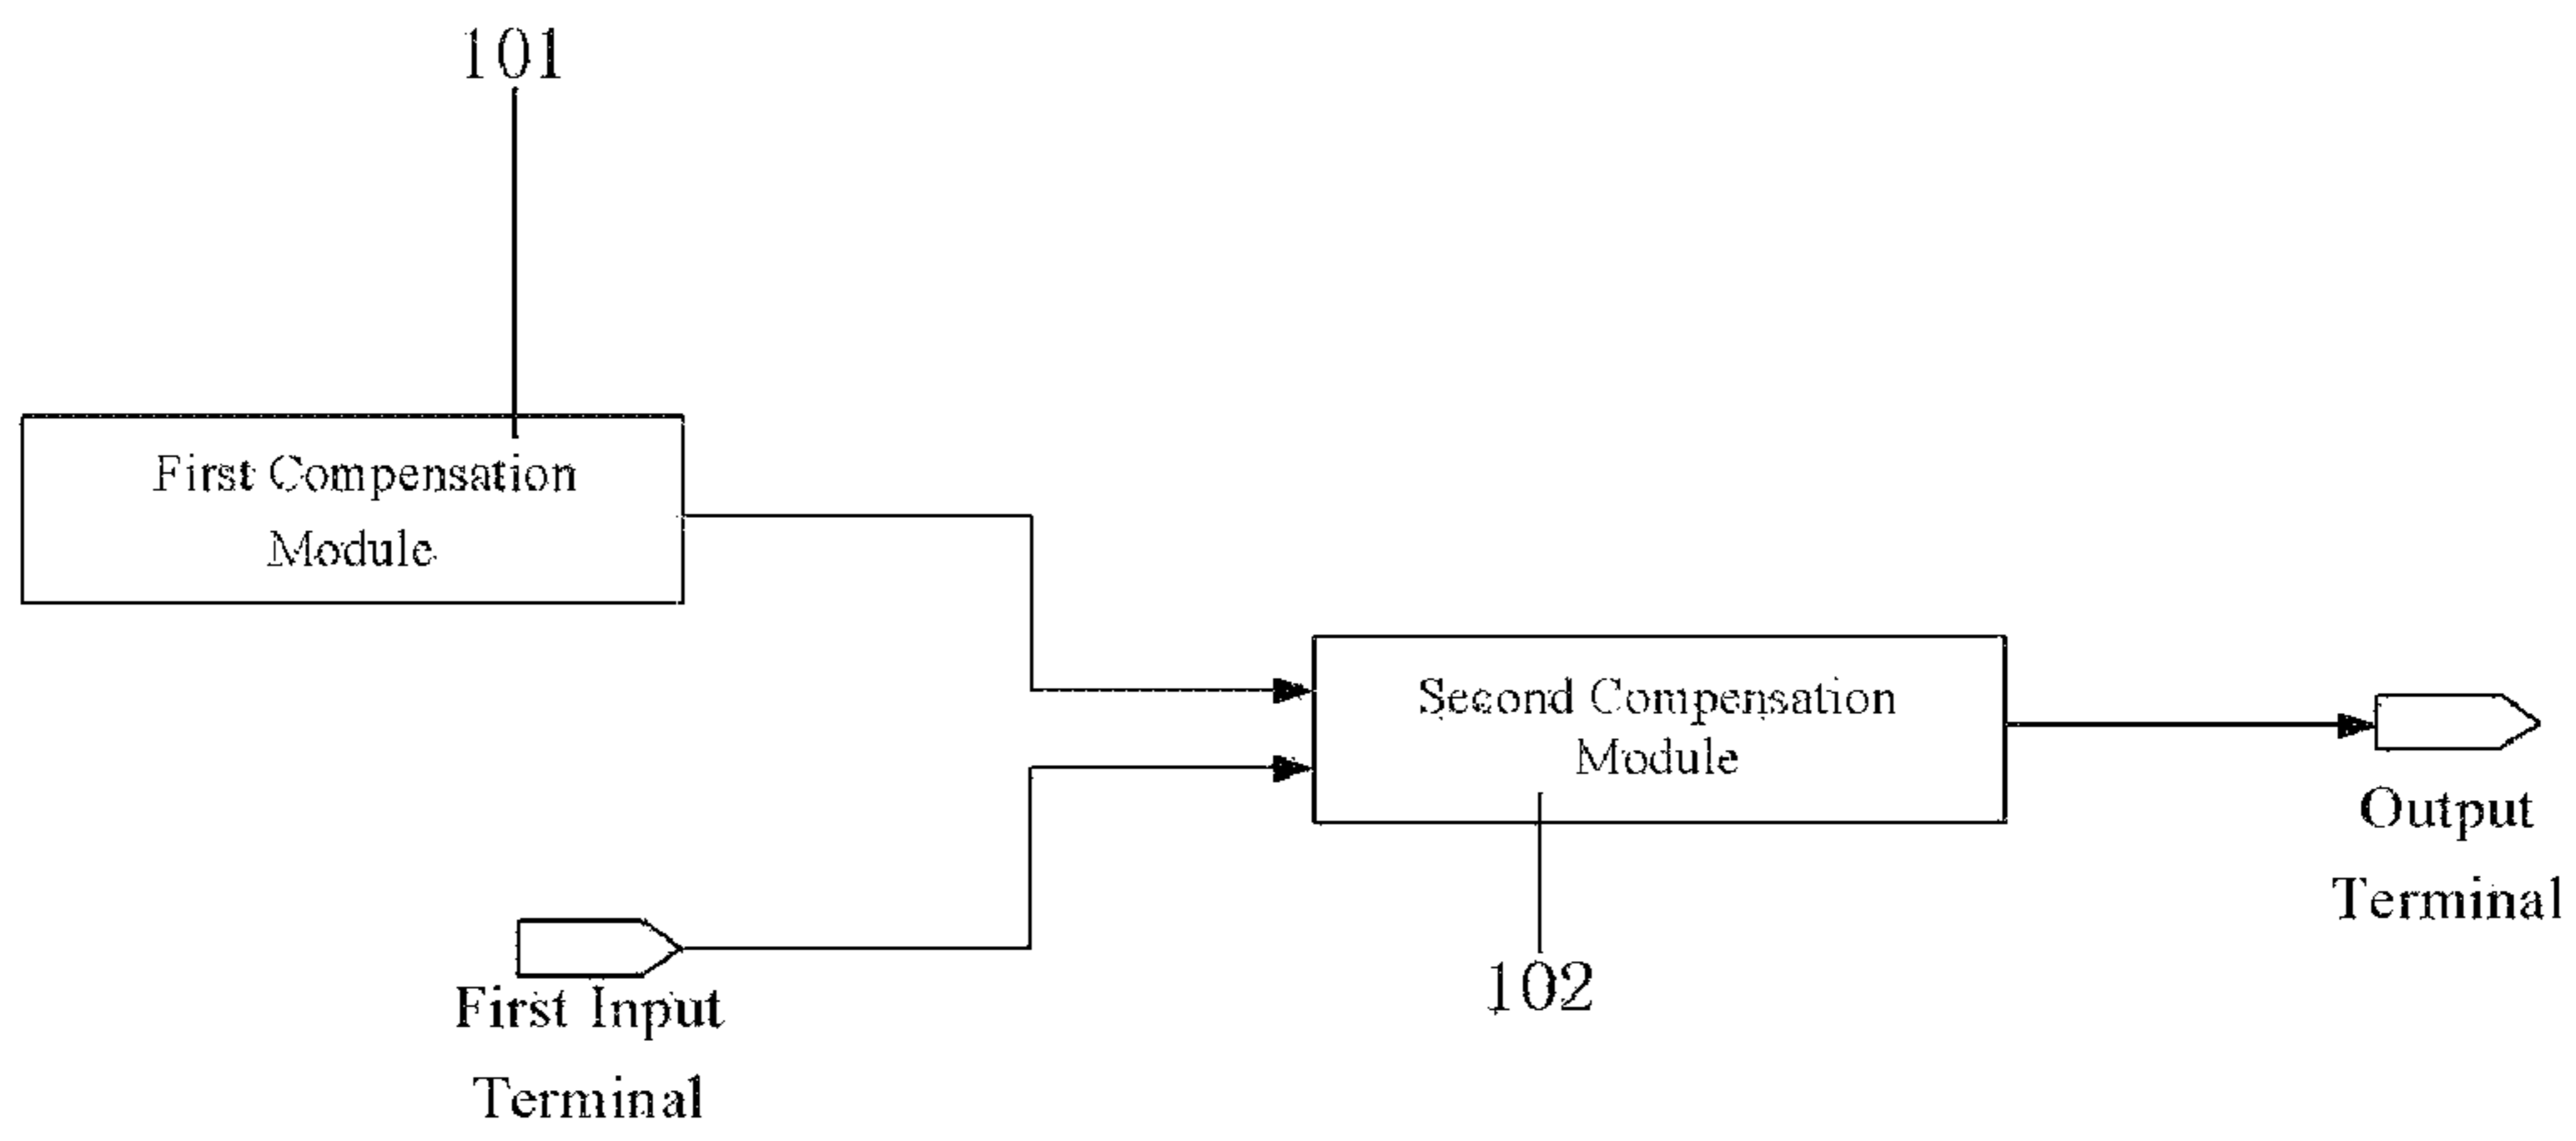 101
First Compensation
Module
Second Compensation
Module
Output
Terminal
First Input
Terminal
102